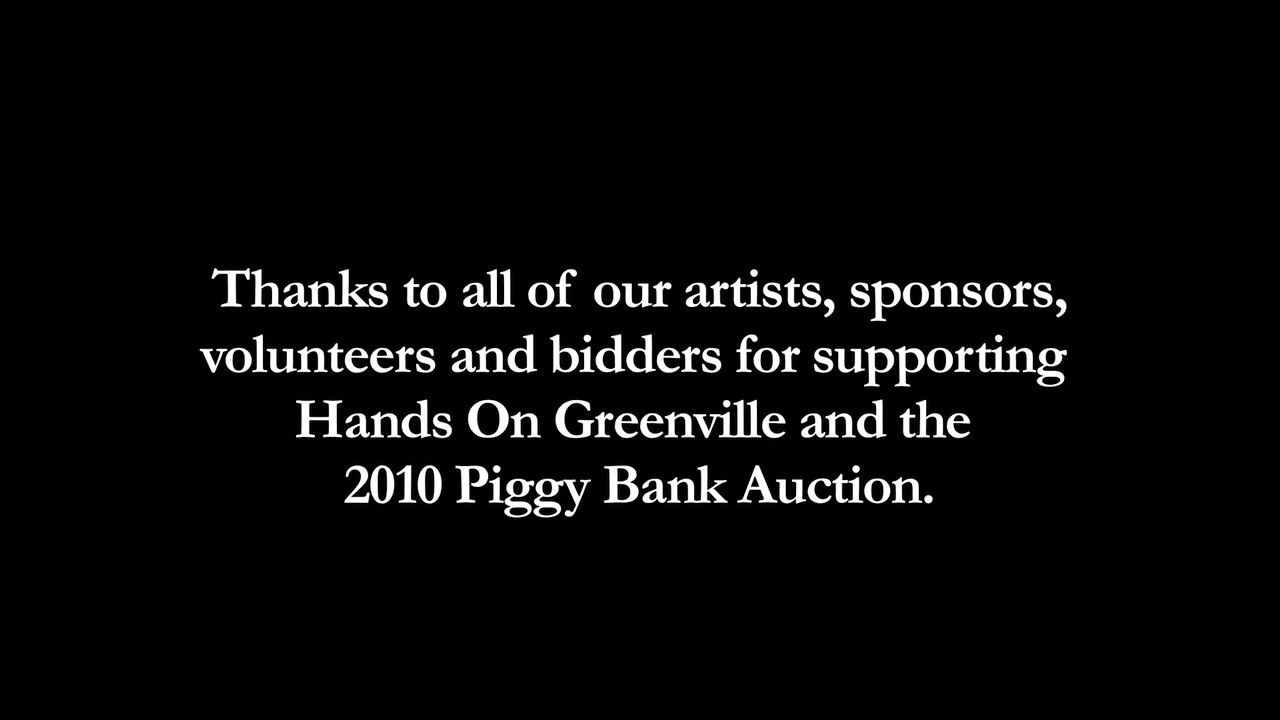 Thanks to all of our artists, sponsors,
volunteers and bidders for supporting
Hands On Greenville and the
2010 Piggy Bank Auction.